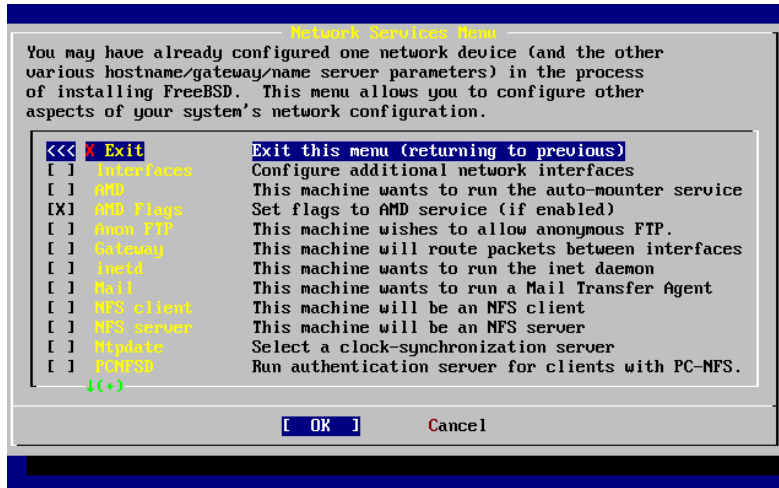 Network Services Menu
You may have already configured one network device (and the other
various hostname/gateway/name server parameters) in the process
of installing FreeBSD.  This menu allows you to configure other
aspects of your system's network configuration.
<<< X Exit Exit this menu (returning to previous)
[ ] Interfaces Configure additional network interfaces
[ ] AMD This machine wants to run the auto-mounter service
[X] AMD Flags Set flags to AMD service (if enabled)
[ ] Anon FTP This machine wishes to allow anonymous FTP.
[ ] Gateway This machine will route packets between interfaces
[ ] inetd This machine wants to run the inet daemon
[ ] Mail This machine wants to run a Mail Transfer Agent
[ ] NFS client This machine will be an NFS client
[ ] NFS server This machine will be an NFS server
[ ] Ntpdate Select a clock-synchronization server
[ ] PCNFSD Run authentication server for clients with PC-NFS.
↓(+)
[ OK ] Cancel